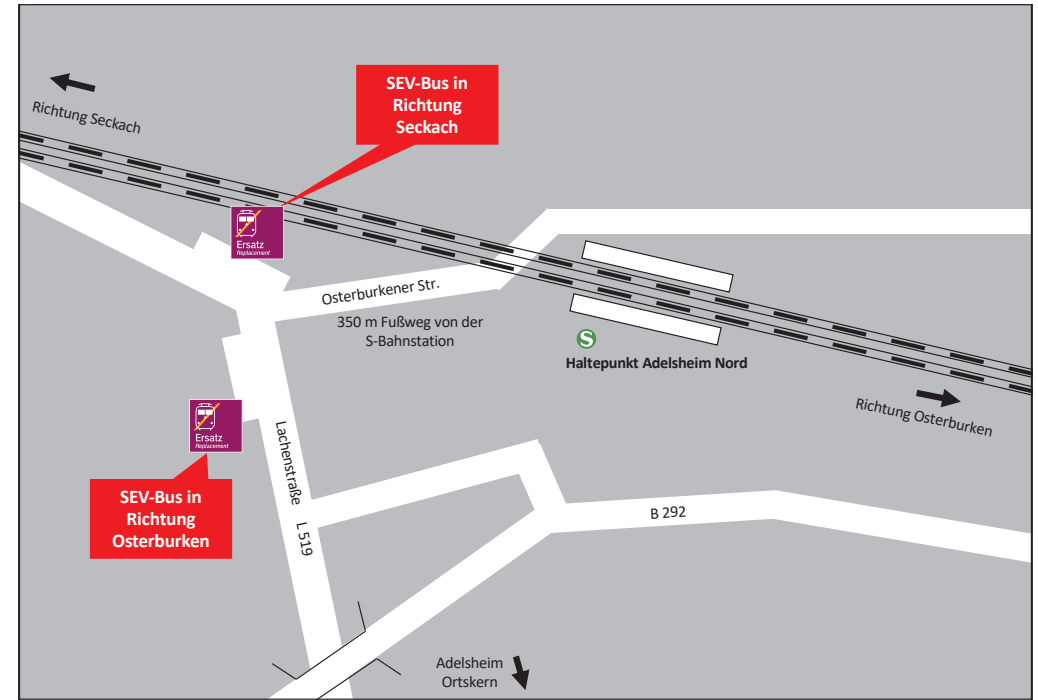 SEV-Bus in
Richtung
Seckach
Richtung Seckach
Ersatz
Replacement
Osterburkener Str.
350 m Fußweg von der
S-Bahnstation
S
Haltepunkt Adelsheim Nord
Richtung Osterburken
Ersatz
Replacement
Lachenstraße
L 519
SEV-Bus in
Richtung
Osterburken
B 292
Adelsheim
Ortskern